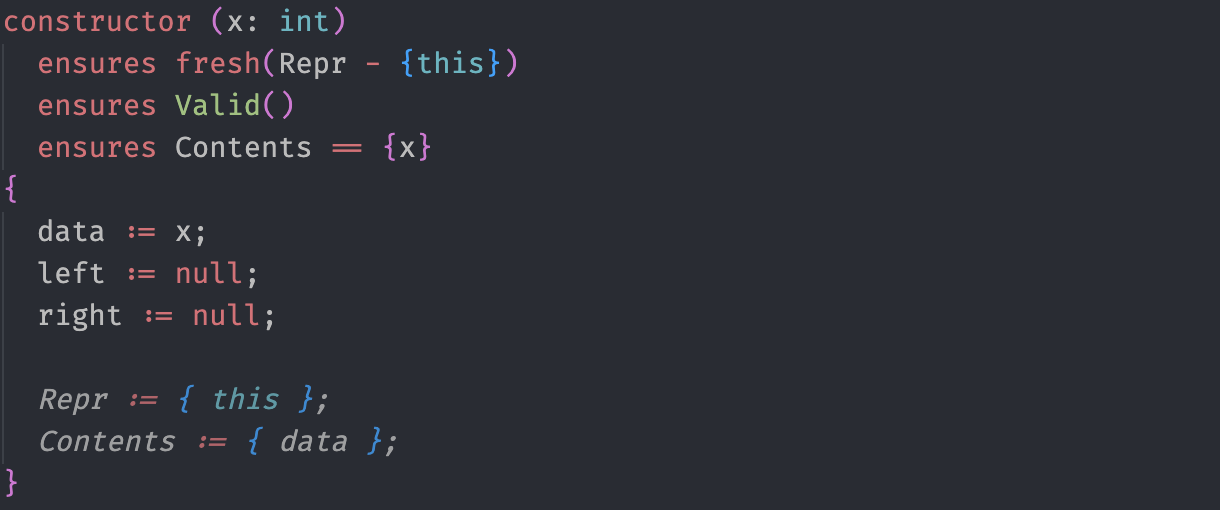 constructor (x: int)
  ensures fresh(Repr - {this})
  ensures Valid()
  ensures Contents == {x}
{
  data := x;
  left := null;
  right := null;

  Repr := { this };
  Contents := { data };
}